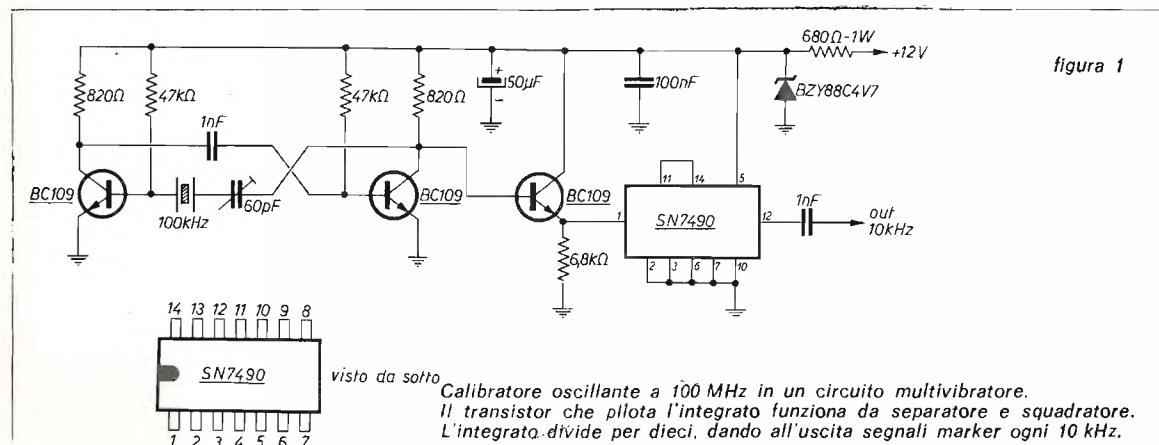 680Ω-1W
+12V
figura 1
820Ω
47kΩ
47kΩ
820Ω
+
50µF
-
100nF
BZY88C4V7
1nF
11 14 5
BC109
100kHz
60pF
BC109
BC109
1
SN7490
12
1nF
out
10kHz
6,8kΩ
2 3 6 7 10
14 13 12 11 10 9 8
SN7490
visto da sotto
1 2 3 4 5 6 7
Calibratore oscillante a 100 MHz in un circuito multivibratore.
Il transistor che pilota l'integrato funziona da separatore e squadratore.
L'integrato divide per dieci, dando all'uscita segnali marker ogni 10 kHz.